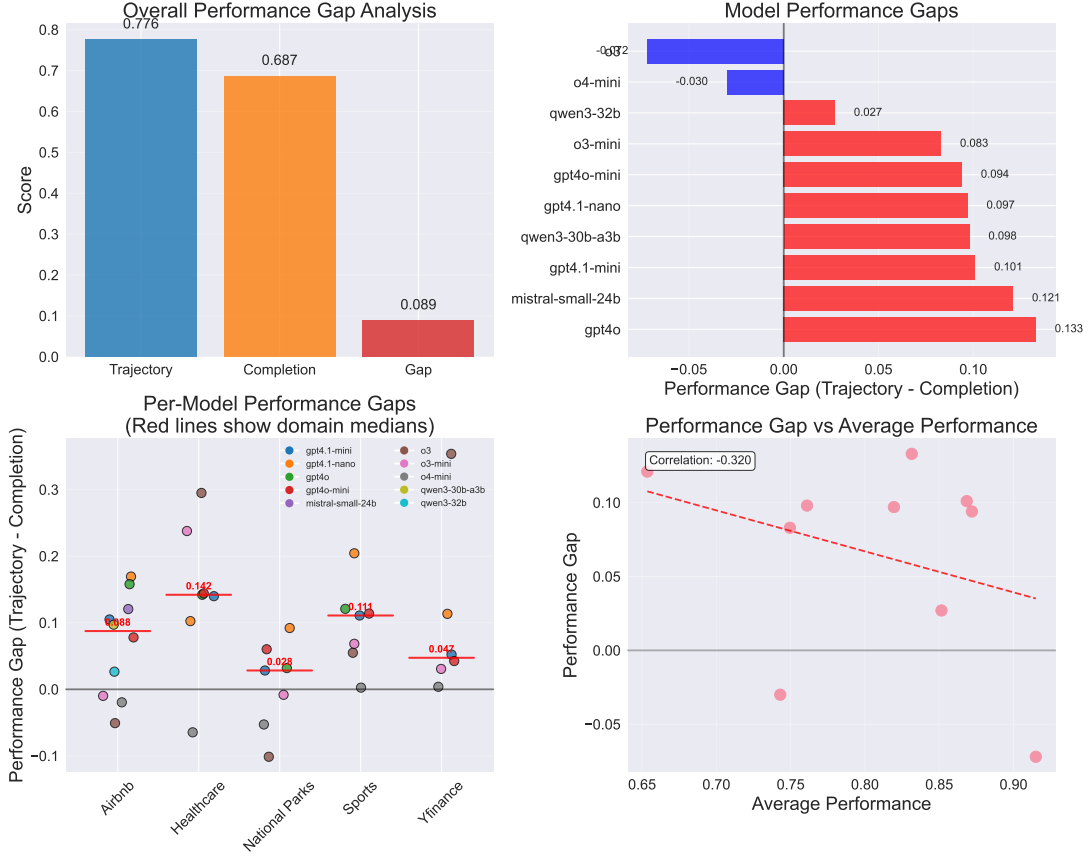 Overall Performance Gap Analysis
0.776
0.687
0.089
0.8
0.7
0.6
0.5
0.4
0.3
0.2
0.1
0.0
Score
Trajectory
Completion
Gap
Model Performance Gaps
o3
-0.072
o4-mini
-0.030
qwen3-32b
0.027
o3-mini
0.083
gpt4o-mini
0.094
gpt4.1-nano
0.097
qwen3-30b-a3b
0.098
gpt4.1-mini
0.101
mistral-small-24b
0.121
gpt4o
0.133
−0.05
0.00
0.05
0.10
Performance Gap (Trajectory - Completion)
Per-Model Performance Gaps
(Red lines show domain medians)
gpt4.1-mini
gpt4.1-nano
gpt4o
gpt4o-mini
mistral-small-24b
o3
o3-mini
o4-mini
qwen3-30b-a3b
qwen3-32b
0.3
0.2
0.1
0.0
−0.1
Performance Gap (Trajectory - Completion)
0.088
0.142
0.028
0.111
0.047
Airbnb
Healthcare
National Parks
Sports
Yfinance
Performance Gap vs Average Performance
Correlation: -0.320
0.10
0.05
0.00
−0.05
Performance Gap
0.65
0.70
0.75
0.80
0.85
0.90
Average Performance